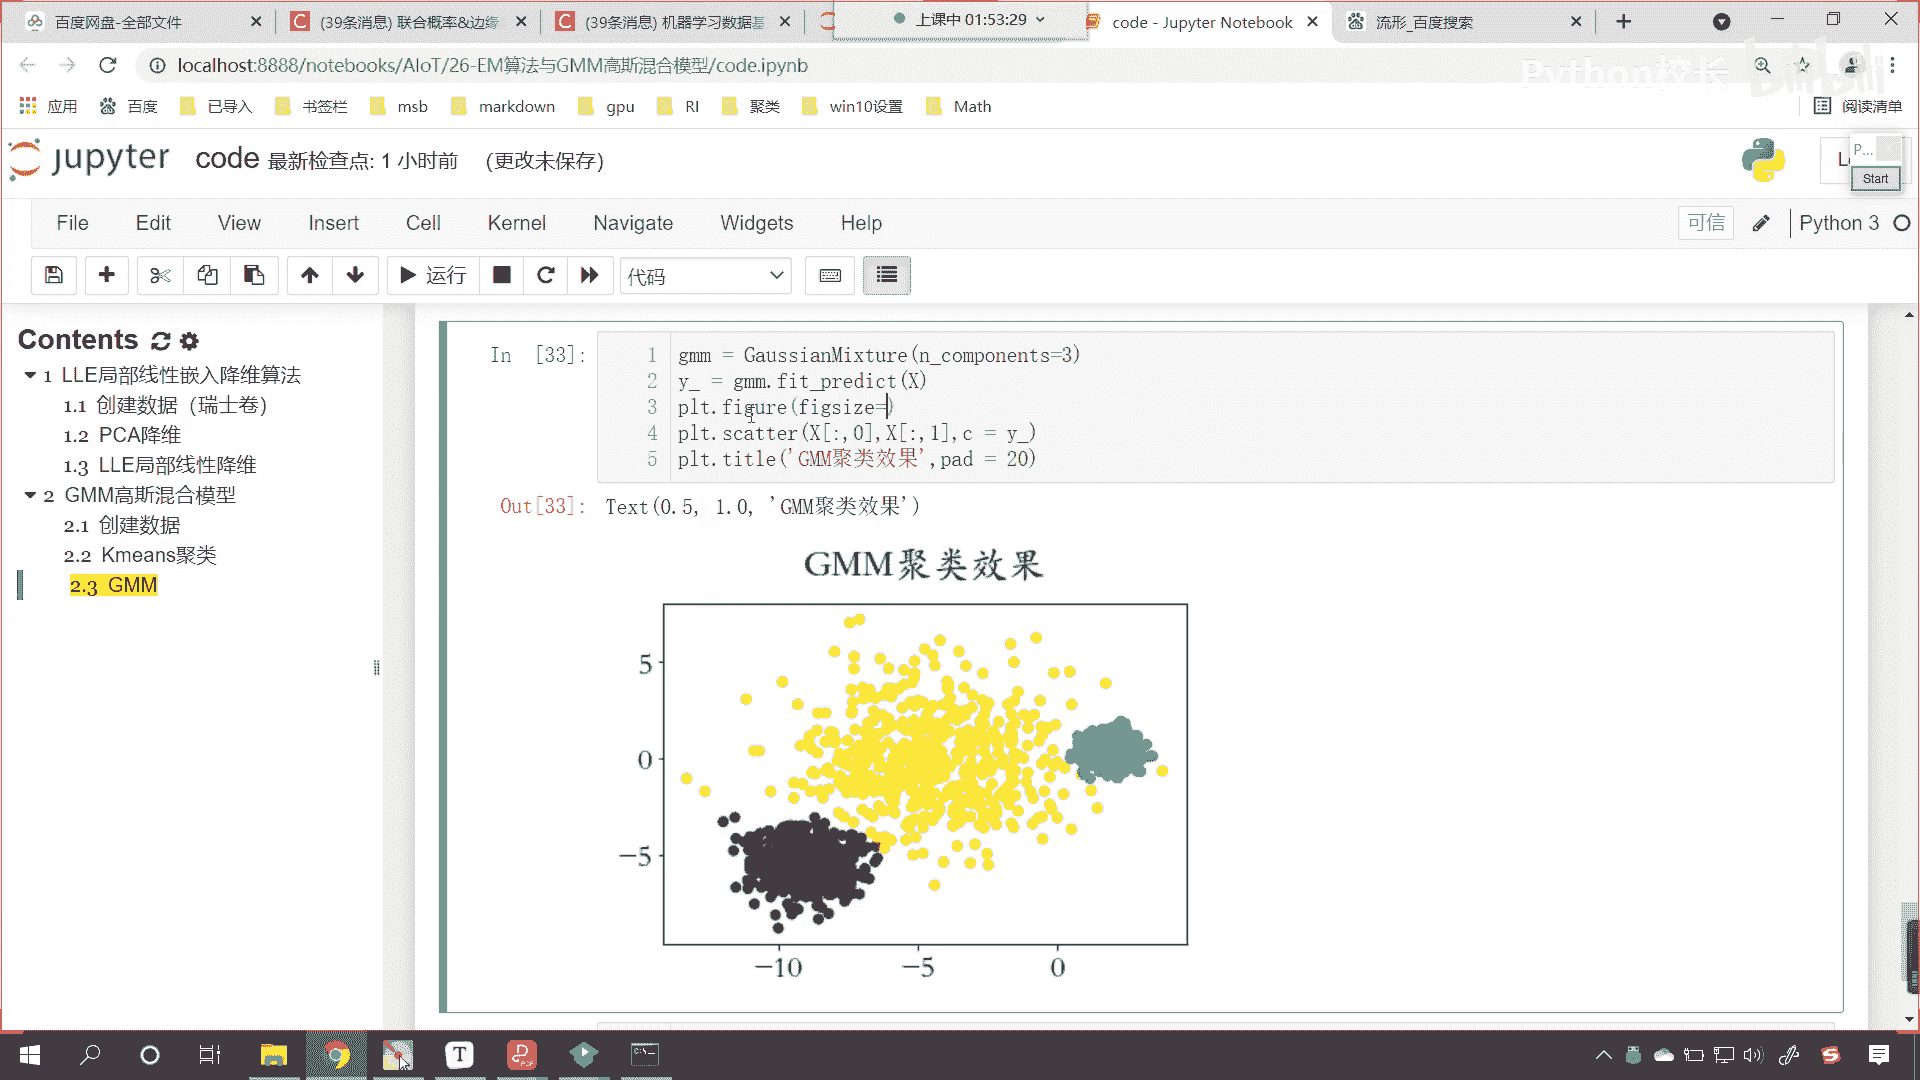 百度网盘-全部文件
(39条消息) 联合概率&边缘
(39条消息) 机器学习数据基
上课中 01:53:29
code - Jupyter Notebook
流形_百度搜索
localhost:8888/notebooks/AIoT/26-EM算法与GMM高斯混合模型/code.ipynb
Python校长
bilibili
应用
百度
已导入
书签栏
msb
markdown
gpu
RI
聚类
win10设置
Math
阅读清单
jupyter
code 最新检查点: 1 小时前 (更改未保存)
P...
Start
File
Edit
View
Insert
Cell
Kernel
Navigate
Widgets
Help
可信
Python 3
运行
代码
Contents
1 LLE局部线性嵌入降维算法
1.1 创建数据（瑞士卷）
1.2 PCA降维
1.3 LLE局部线性降维
2 GMM高斯混合模型
2.1 创建数据
2.2 Kmeans聚类
2.3 GMM
In [33]:
1 gmm = GaussianMixture(n_components=3)
2 y_ = gmm.fit_predict(X)
3 plt.figure(figsize=)
4 plt.scatter(X[:,0],X[:,1],c = y_)
5 plt.title('GMM聚类效果',pad = 20)
Out[33]: Text(0.5, 1.0, 'GMM聚类效果')
GMM聚类效果
5
0
−5
−10
−5
0